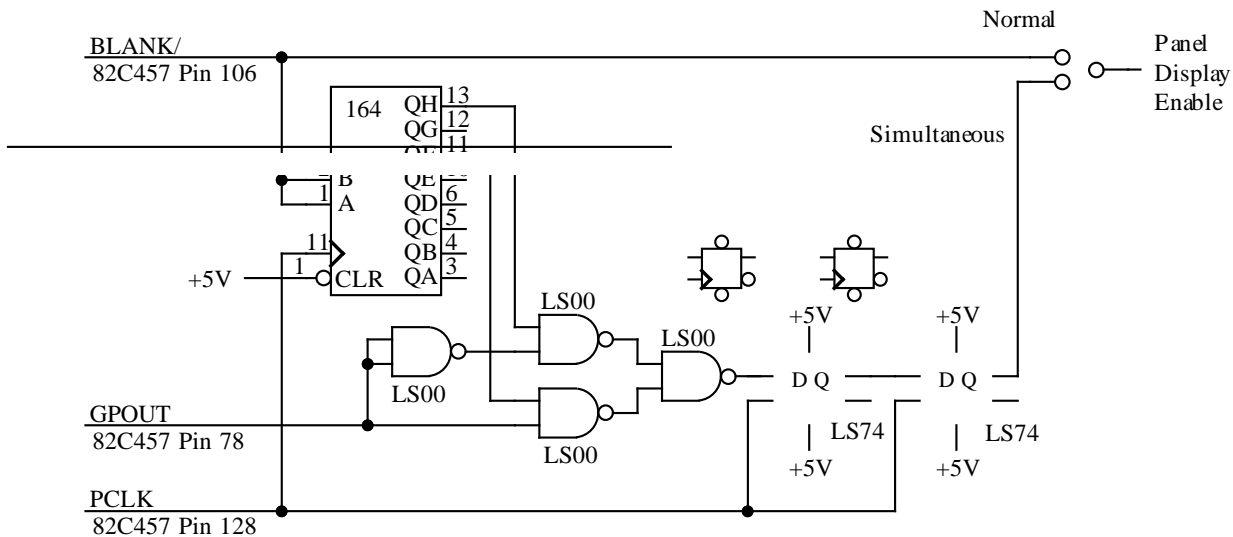 Normal
BLANK/
82C457 Pin 106
Panel
Display
Enable
Simultaneous
164
QH 13
QG 12
11
B QE
1 A QD 6
QC 5
11 QB 4
+5V 1 CLR QA 3
LS00
LS00
LS00
LS00
+5V
+5V
D Q
D Q
LS74
LS74
+5V
+5V
GPOUT
82C457 Pin 78
PCLK
82C457 Pin 128